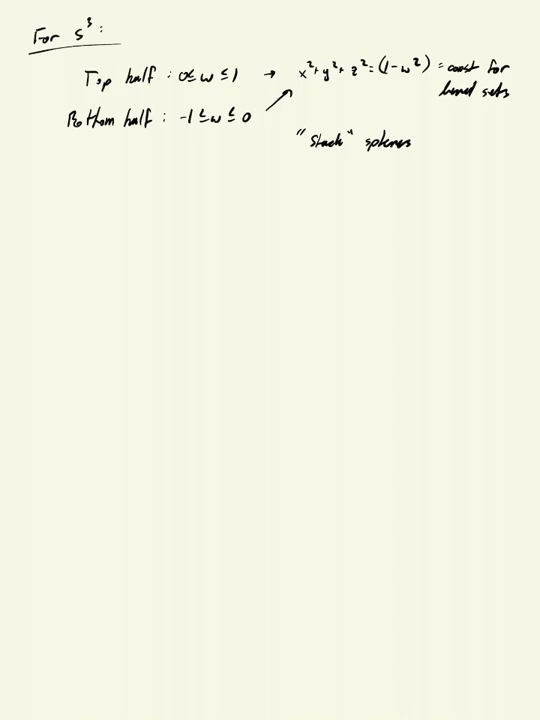 For S³:
Top half : 0≤ω≤1 → x²+y²+z²=(1-ω²) = const for
level sets
Bottom half : -1≤ω≤0
"Stack" spheres